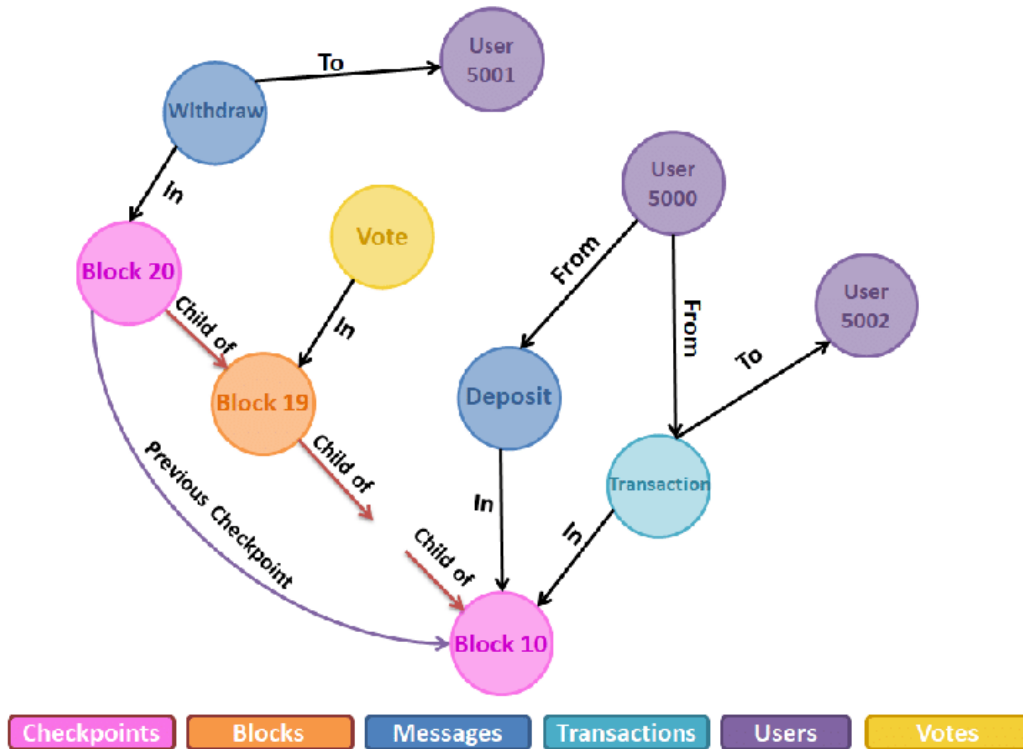 To
User
5001
Withdraw
In
User
5000
Vote
From
Block 20
Child of
In
User
5002
From
To
Block 19
Deposit
Child of
Previous Checkpoint
Transaction
In
In
Child of
Block 10
Checkpoints
Blocks
Messages
Transactions
Users
Votes